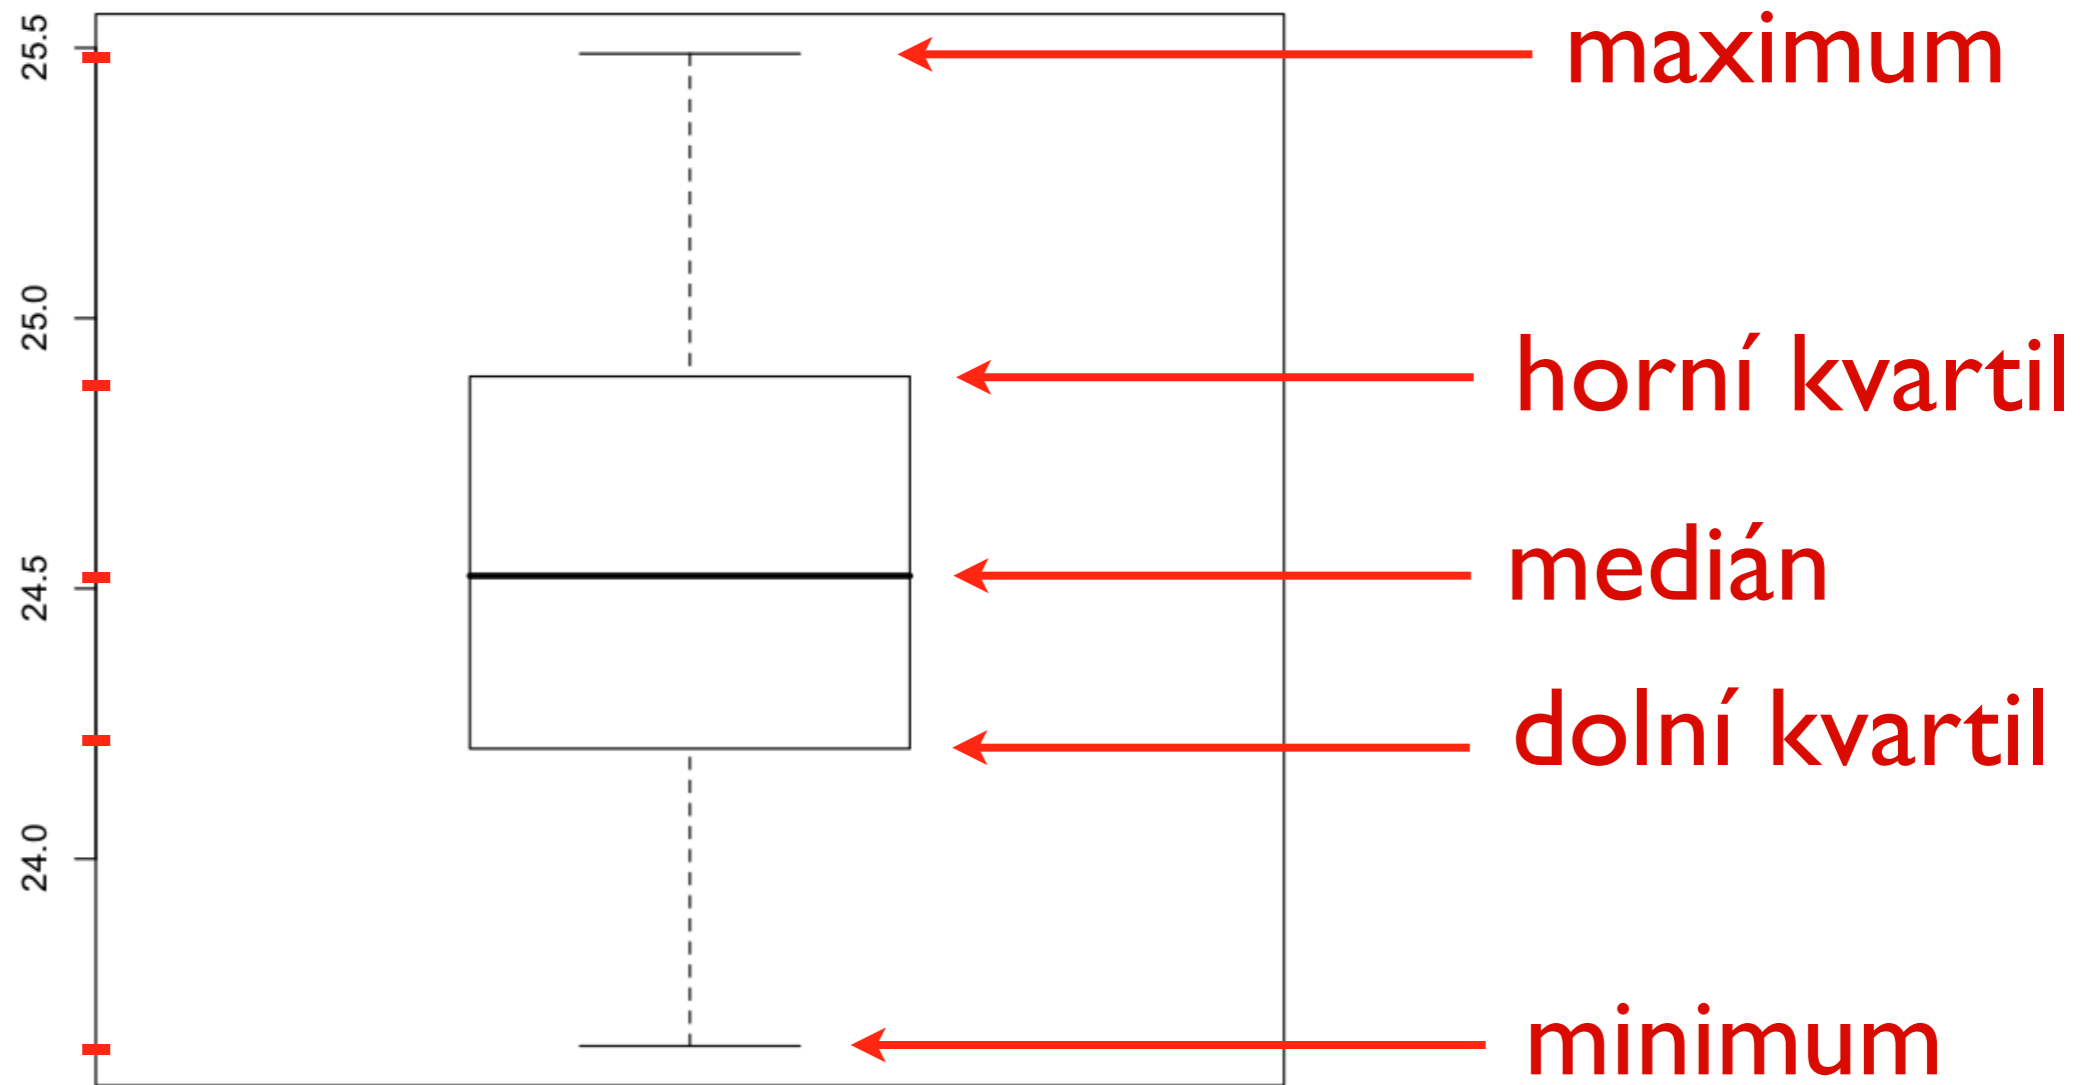 25.5
maximum
25.0
horní kvartil
24.5
medián
dolní kvartil
24.0
minimum